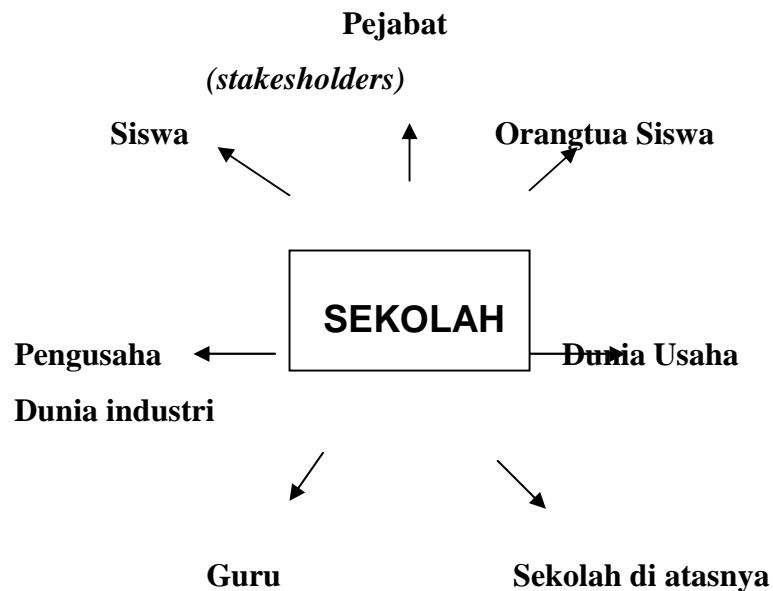 Pejabat
(stakesholders)
Siswa
Orangtua Siswa
SEKOLAH
Pengusaha
Dunia Usaha
Dunia industri
Guru
Sekolah di atasnya